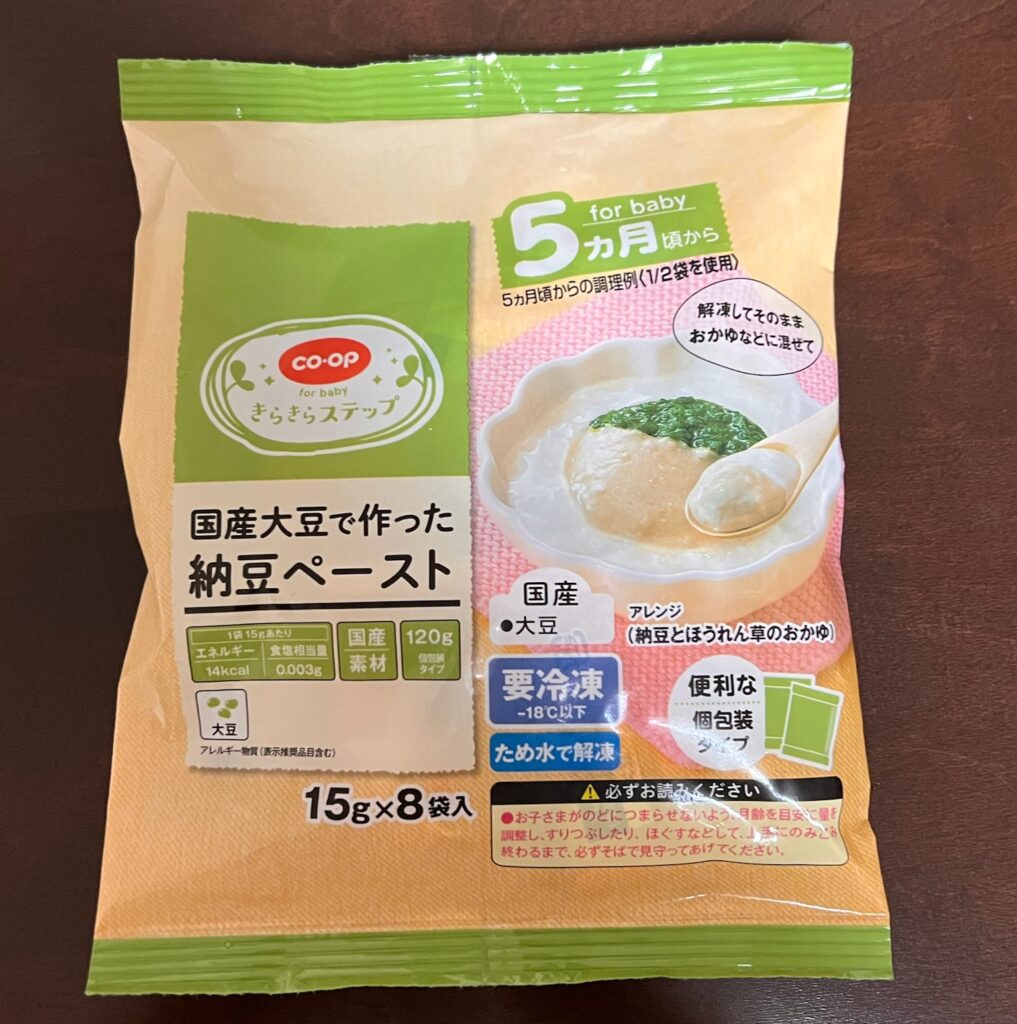 5
for baby
ヵ月頃から
5ヵ月頃からの調理例〈1/2袋を使用〉
解凍してそのまま
おかゆなどに混ぜて
CO·OP
for baby
きらきらステップ
国産大豆で作った
納豆ペースト
1袋15gあたり
エネルギー
14kcal
食塩相当量
0.003g
国産
素材
120g
個包装
タイプ
大豆
アレルギー物質(表示推奨品目含む)
15g×8袋入
国産
●大豆
アレンジ
(納豆とほうれん草のおかゆ)
要冷凍
-18℃以下
ため水で解凍
便利な
個包装
タイプ
必ずお読みください
●お子さまがのどにつまらせないよう、月齢を目安に量を
調整し、すりつぶしたり、ほぐすなどして、上手にのみこみ
終わるまで、必ずそばで見守ってあげてください。